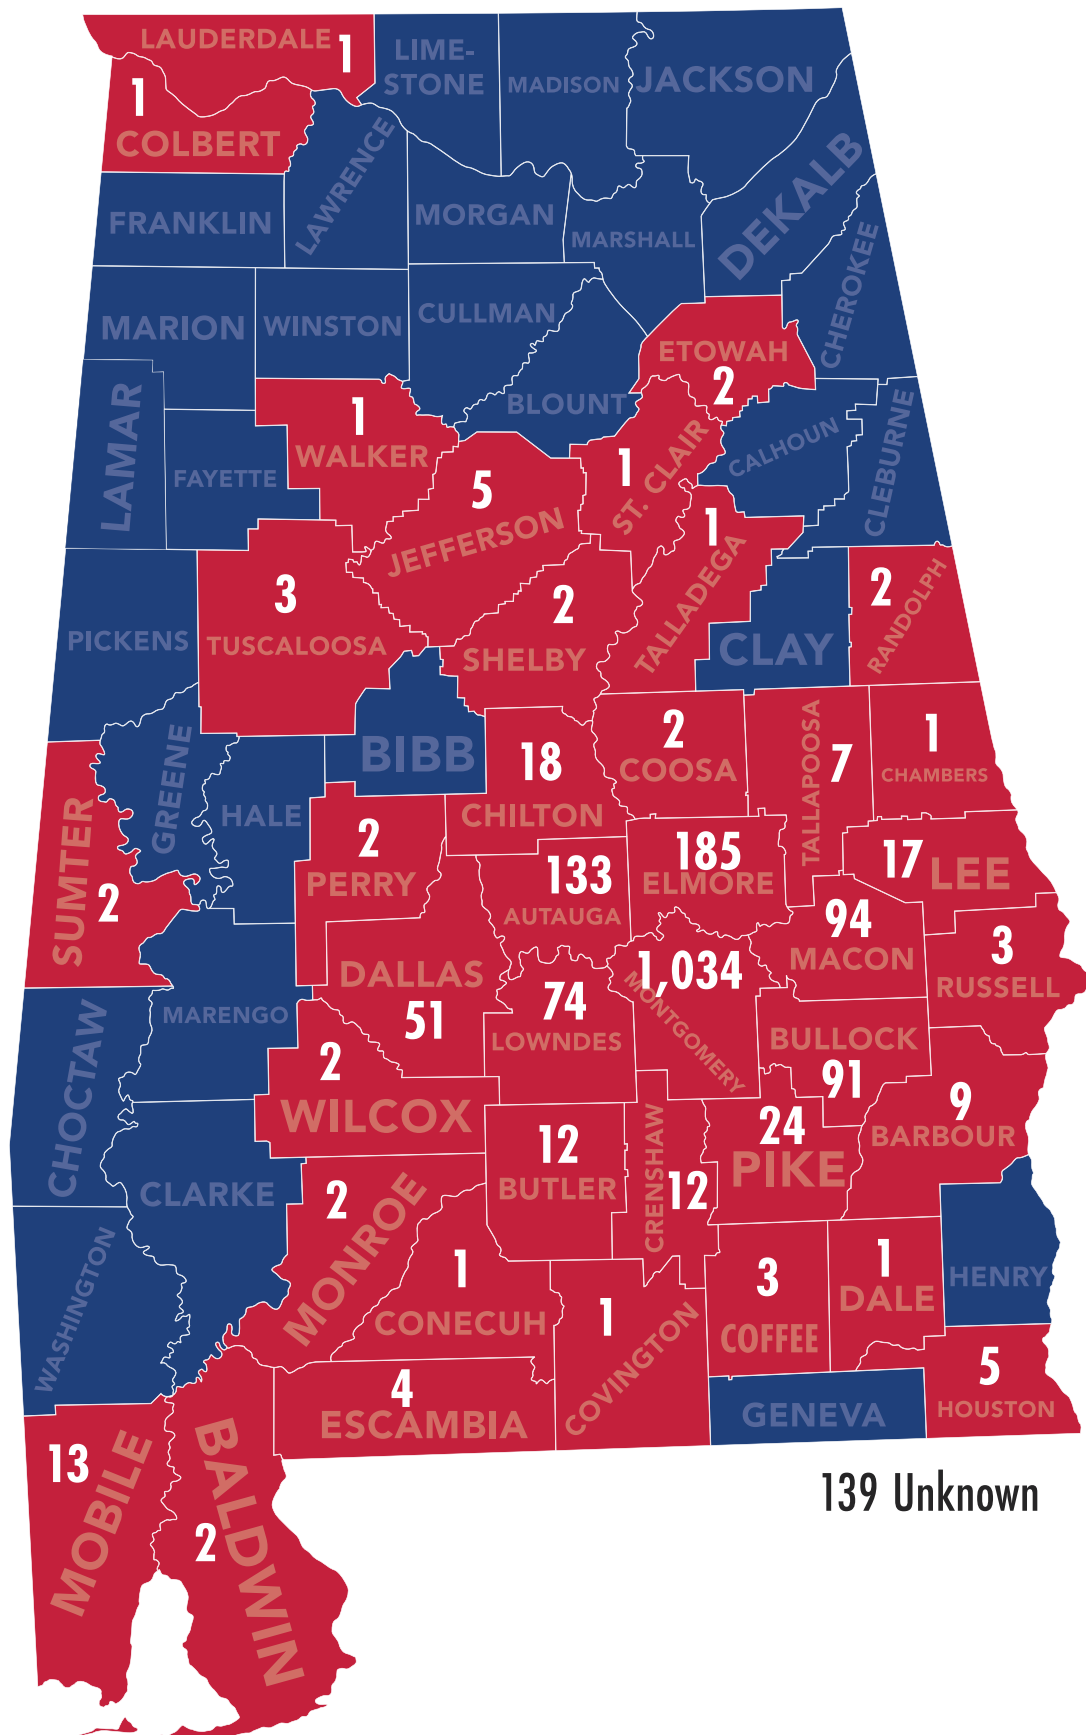 LAUDERDALE
1
LIME-
STONE
MADISON
JACKSON
1
COLBERT
LAWRENCE
DEKALB
FRANKLIN
MORGAN
MARSHALL
CHEROKEE
MARION
WINSTON
CULLMAN
ETOWAH
2
LAMAR
1
WALKER
BLOUNT
ST. CLAIR
1
CALHOUN
CLEBURNE
FAYETTE
5
JEFFERSON
1
TALLADEGA
3
TUSCALOOSA
2
SHELBY
2
RANDOLPH
PICKENS
CLAY
GREENE
BIBB
18
CHILTON
2
COOSA
TALLAPOOSA
7
1
CHAMBERS
SUMTER
2
HALE
2
PERRY
133
AUTAUGA
185
ELMORE
17 LEE
94
MACON
3
RUSSELL
DALLAS
51
74
LOWNDES
1,034
MONTGOMERY
BULLOCK
91
MARENGO
CHOCTAW
2
WILCOX
12
BUTLER
CRENSHAW
12
24
PIKE
9
BARBOUR
CLARKE
2
MONROE
WASHINGTON
1
CONECUH
1
COVINGTON
3
COFFEE
1
DALE
HENRY
4
ESCAMBIA
GENEVA
5
HOUSTON
13
MOBILE
BALDWIN
2
139 Unknown